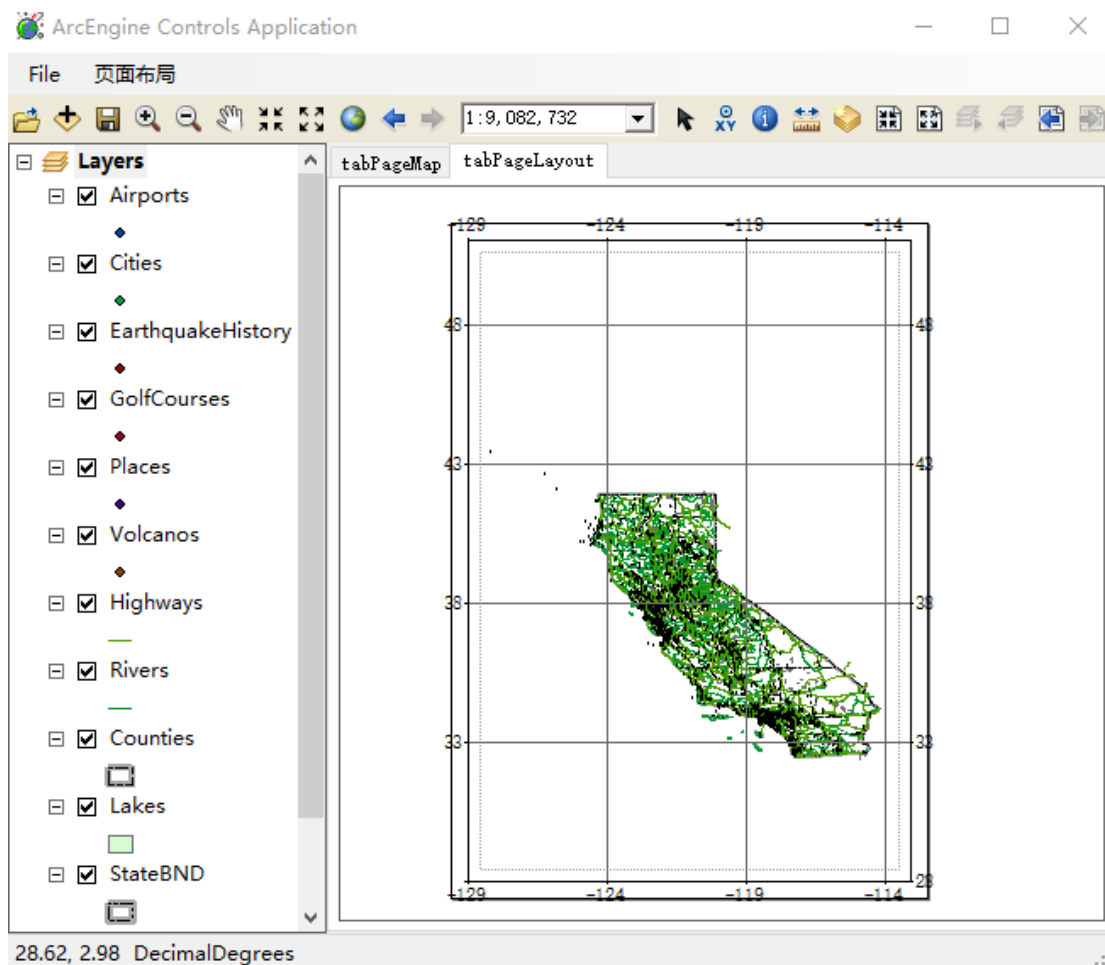 ArcEngine Controls Application
File 页面布局
1:9,082,732
Layers
Airports
Cities
EarthquakeHistory
GolfCourses
Places
Volcanos
Highways
Rivers
Counties
Lakes
StateBND
tabPageMap tabPageLayout
-129 -124 -119 -114
48 48
43 43
38 38
33 33
28
-129 -124 -119 -114
28.62, 2.98 DecimalDegrees